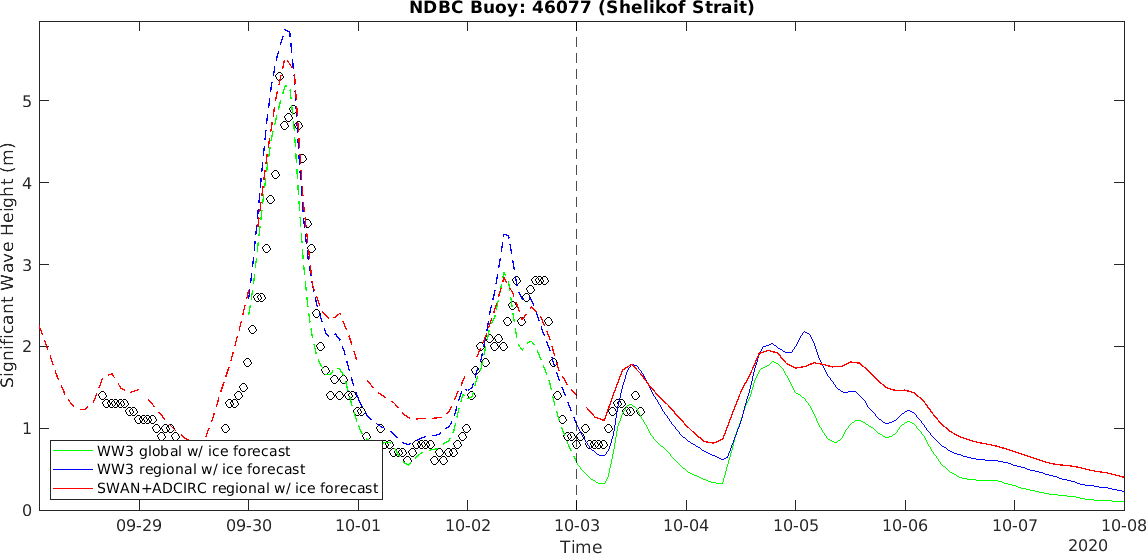 NDBC Buoy: 46077 (Shelikof Strait)
Significant Wave Height (m)
5
4
3
2
1
0
WW3 global w/ ice forecast
WW3 regional w/ ice forecast
SWAN+ADCIRC regional w/ ice forecast
09-29 09-30 10-01 10-02 10-03 10-04 10-05 10-06 10-07 10-08
Time
2020